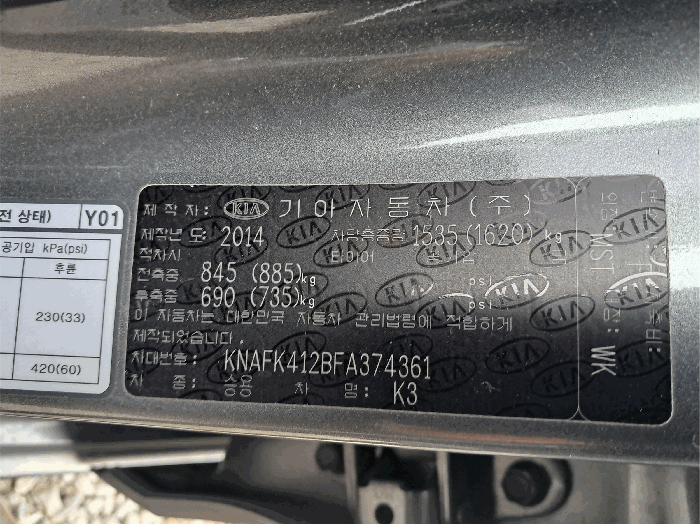 전 상태) Y01
공기압 kPa(psi)
후륜
230(33)
420(60)
제 작 자: KIA 기아자동차 (주)
제작년도: 2014 차량총중량 1535 (1620) kg
적차시 타이어
전축중 845 (885)kg psi
후축중 690 (735)kg psi
이 자동차는 대한민국 자동차 관리법령에 적합하게
제작되었습니다.
차대번호: KNAFK412BFA374361
차 종: 승용 차 명: K3
외장: MST
WK